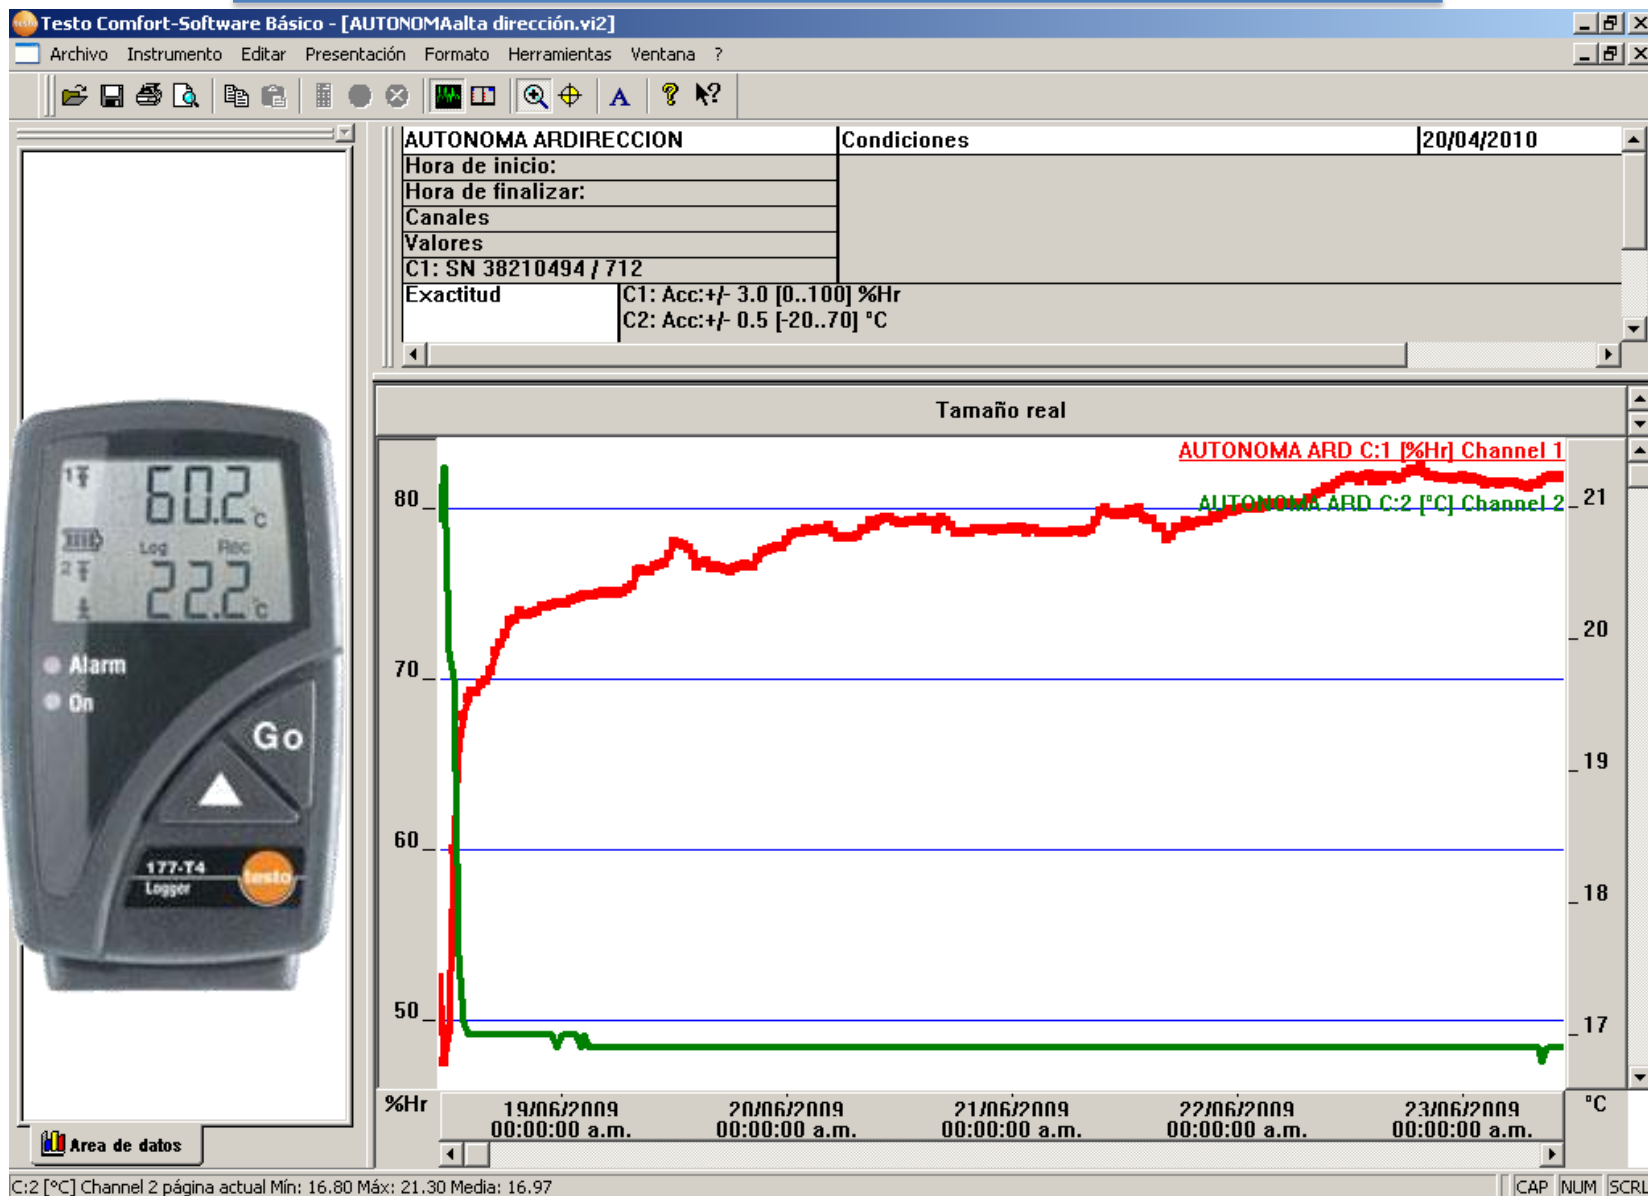 testo Testo Comfort-Software Básico - [AUTONOMAalta dirección.vi2]
Archivo Instrumento Editar Presentación Formato Herramientas Ventana ?
AUTONOMA ARDIRECCION Condiciones 20/04/2010
Hora de inicio:
Hora de finalizar:
Canales
Valores
C1: SN 38210494 / 712
Exactitud C1: Acc:+/- 3.0 [0..100] %Hr
C2: Acc:+/- 0.5 [-20..70] °C
Tamaño real
AUTONOMA ARD C:1 [%Hr] Channel 1
AUTONOMA ARD C:2 [°C] Channel 2
80 21
20
70
19
60
18
50
17
%Hr °C
19/06/2009 20/06/2009 21/06/2009 22/06/2009 23/06/2009
00:00:00 a.m. 00:00:00 a.m. 00:00:00 a.m. 00:00:00 a.m. 00:00:00 a.m.
1 60.2 °C
Log Rec
2 22.2 °C
Alarm
On
Go
177-T4
Logger
testo
Area de datos
C:2 [°C] Channel 2 página actual Mín: 16.80 Máx: 21.30 Media: 16.97
CAP NUM SCRL